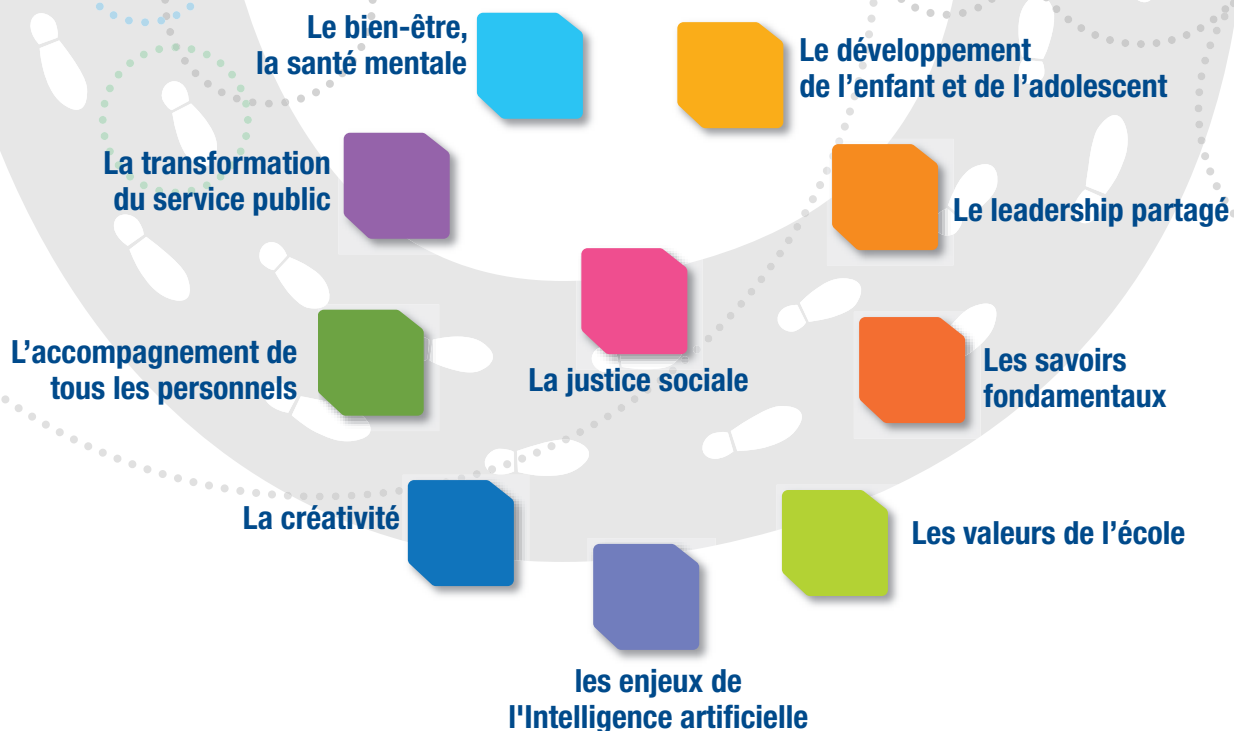 Le bien-être,
la santé mentale
Le développement
de l’enfant et de l’adolescent
La transformation
du service public
Le leadership partagé
L’accompagnement de
tous les personnels
La justice sociale
Les savoirs
fondamentaux
La créativité
Les valeurs de l’école
les enjeux de
l'Intelligence artificielle